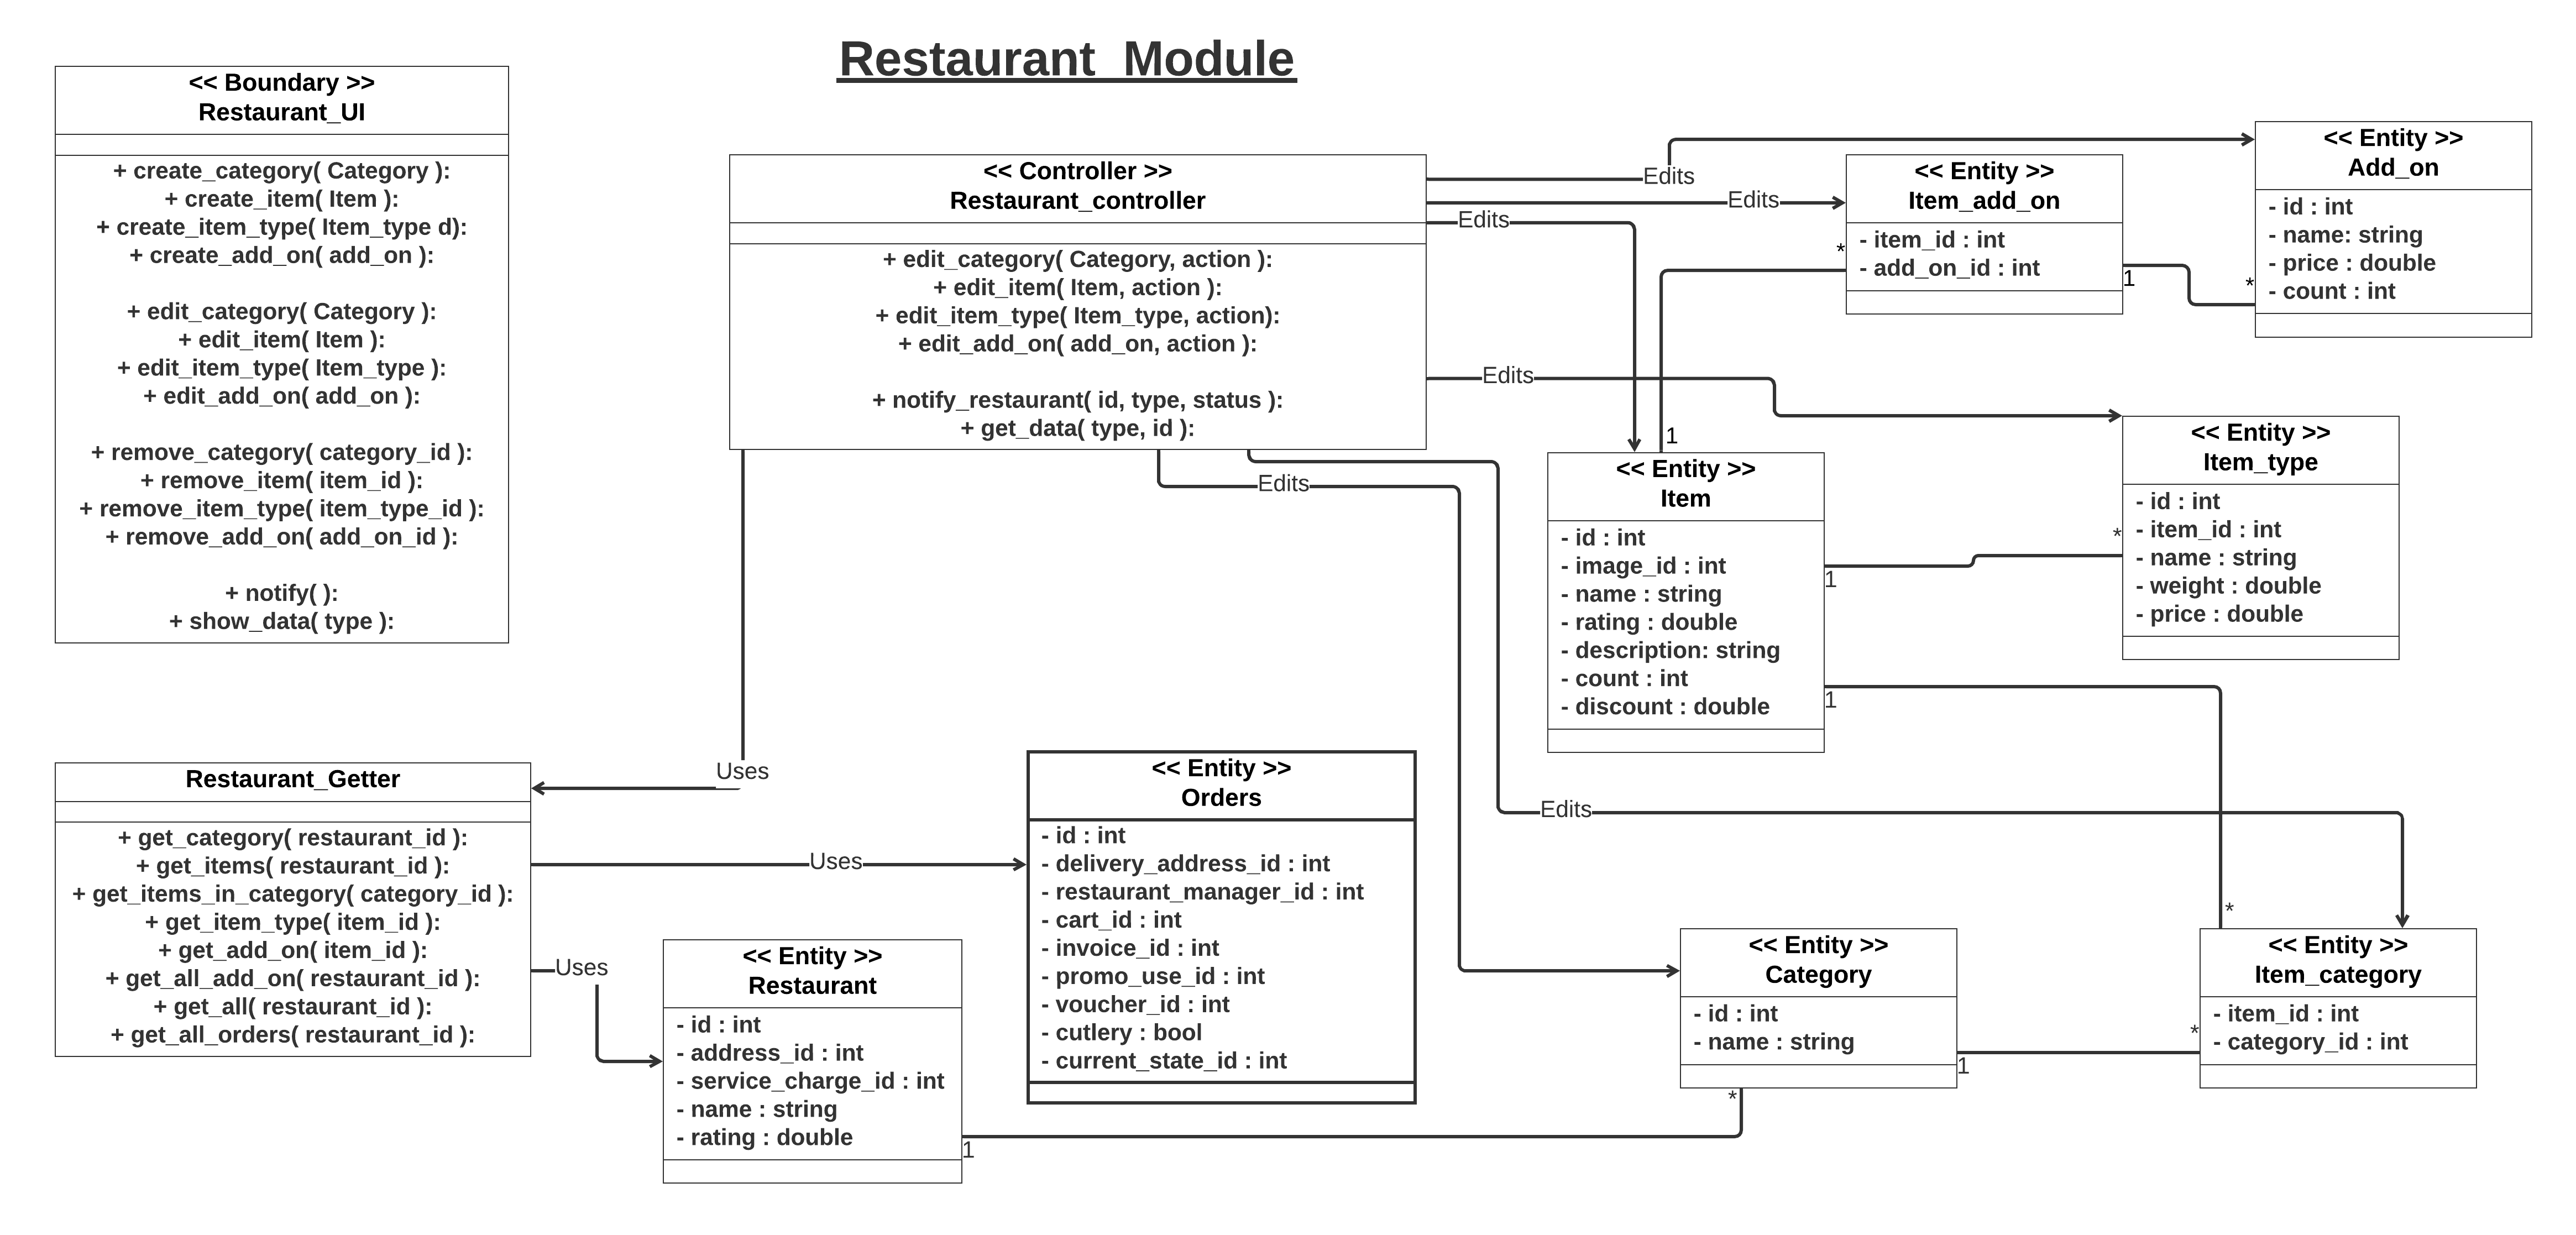 Restaurant Module
<< Boundary >>
Restaurant_UI
+ create_category( Category ):
+ create_item( Item ):
+ create_item_type( Item_type d):
+ create_add_on( add_on ):
+ edit_category( Category ):
+ edit_item( Item ):
+ edit_item_type( Item_type ):
+ edit_add_on( add_on ):
+ remove_category( category_id ):
+ remove_item( item_id ):
+ remove_item_type( item_type_id ):
+ remove_add_on( add_on_id ):
+ notify( ):
+ show_data( type ):
<< Controller >>
Restaurant_controller
+ edit_category( Category, action ):
+ edit_item( Item, action ):
+ edit_item_type( Item_type, action):
+ edit_add_on( add_on, action ):
+ notify_restaurant( id, type, status ):
+ get_data( type, id ):
Edits
Edits
Edits
Edits
Edits
Edits
<< Entity >>
Item_add_on
- item_id : int
- add_on_id : int
*
1
<< Entity >>
Add_on
- id : int
- name: string
- price : double
- count : int
*
1
<< Entity >>
Item
- id : int
- image_id : int
- name : string
- rating : double
- description: string
- count : int
- discount : double
1
1
<< Entity >>
Item_type
- id : int
- item_id : int
- name : string
- weight : double
- price : double
*
Uses
Restaurant_Getter
+ get_category( restaurant_id ):
+ get_items( restaurant_id ):
+ get_items_in_category( category_id ):
+ get_item_type( item_id ):
+ get_add_on( item_id ):
+ get_all_add_on( restaurant_id ):
+ get_all( restaurant_id ):
+ get_all_orders( restaurant_id ):
Uses
Uses
<< Entity >>
Orders
- id : int
- delivery_address_id : int
- restaurant_manager_id : int
- cart_id : int
- invoice_id : int
- promo_use_id : int
- voucher_id : int
- cutlery : bool
- current_state_id : int
<< Entity >>
Restaurant
- id : int
- address_id : int
- service_charge_id : int
- name : string
- rating : double
1
<< Entity >>
Category
- id : int
- name : string
*
1
*
*
<< Entity >>
Item_category
- item_id : int
- category_id : int